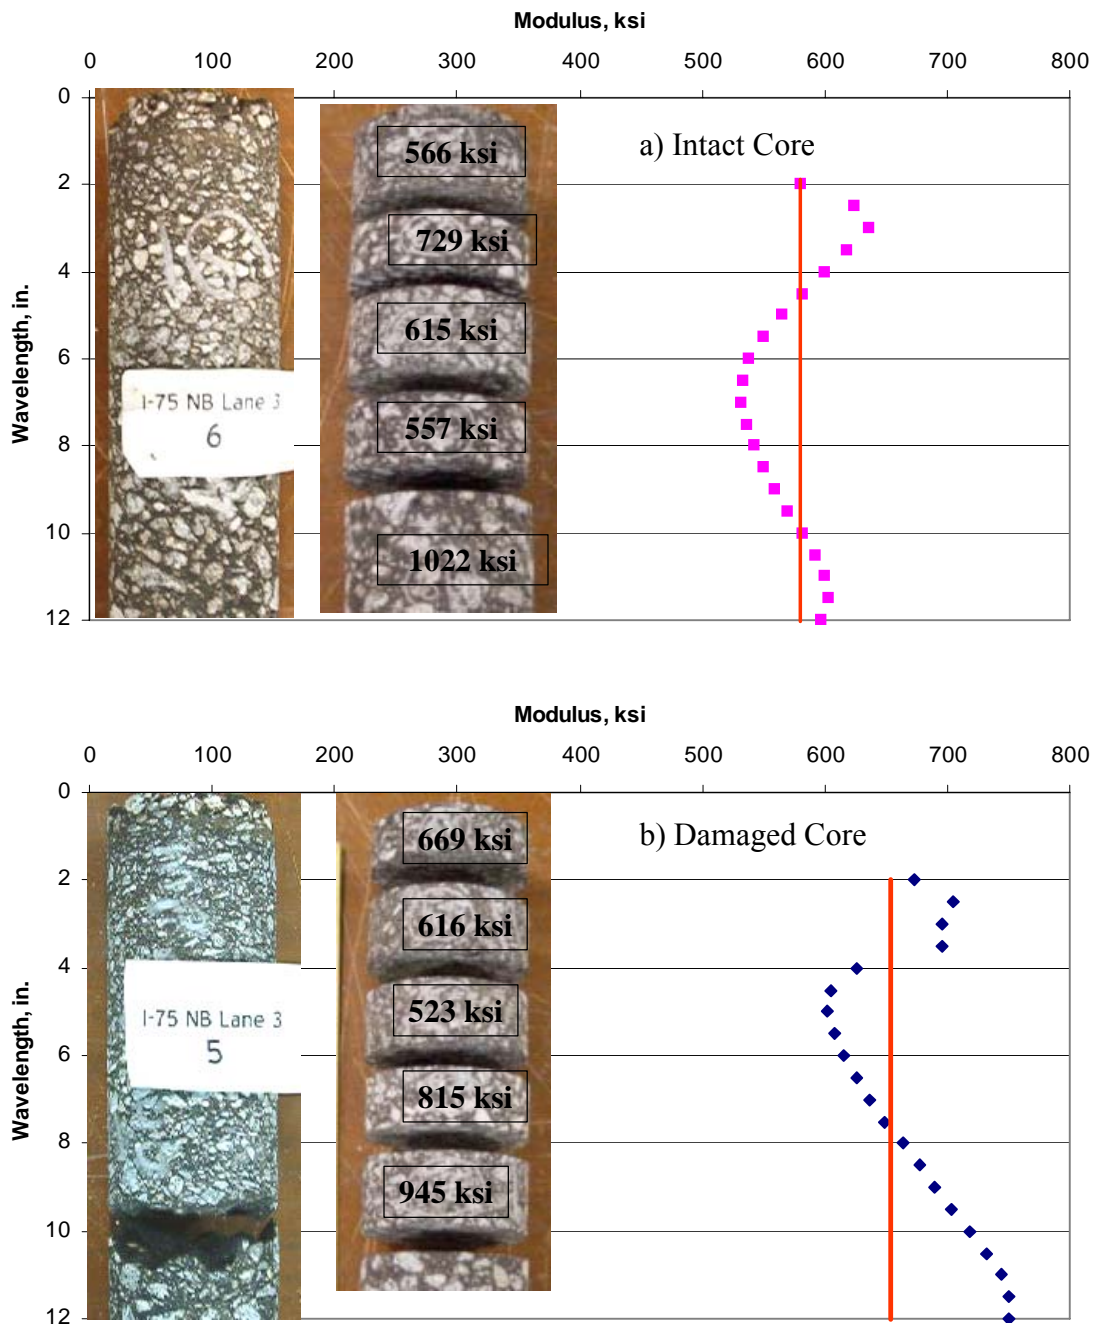 Modulus, ksi
0 100 200 300 400 500 600 700 800
0
2
4
6
8
10
12
Wavelength, in.
a) Intact Core
566 ksi
729 ksi
615 ksi
557 ksi
1022 ksi
I-75 NB Lane 3
6
Modulus, ksi
0 100 200 300 400 500 600 700 800
0
2
4
6
8
10
12
Wavelength, in.
b) Damaged Core
669 ksi
616 ksi
523 ksi
815 ksi
945 ksi
I-75 NB Lane 3
5